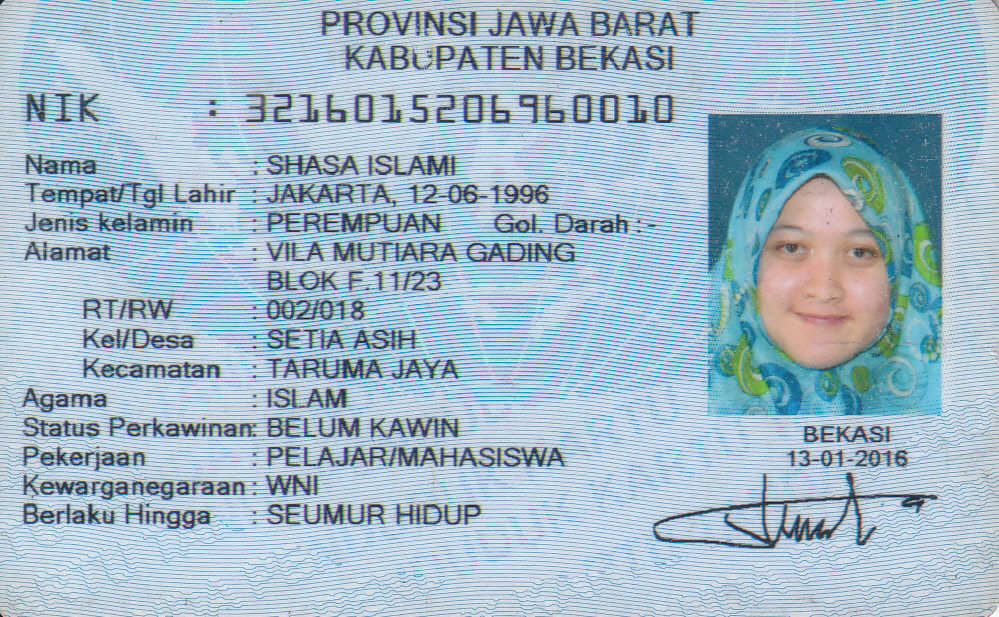 PROVINSI JAWA BARAT
KABUPATEN BEKASI
NIK : 3216015206960010
Nama : SHASA ISLAMI
Tempat/Tgl Lahir : JAKARTA, 12-06-1996
Jenis kelamin : PEREMPUAN Gol. Darah : -
Alamat : VILA MUTIARA GADING
BLOK F.11/23
RT/RW : 002/018
Kel/Desa : SETIA ASIH
Kecamatan : TARUMA JAYA
Agama : ISLAM
Status Perkawinan: BELUM KAWIN
Pekerjaan : PELAJAR/MAHASISWA
Kewarganegaraan : WNI
Berlaku Hingga : SEUMUR HIDUP
BEKASI
13-01-2016